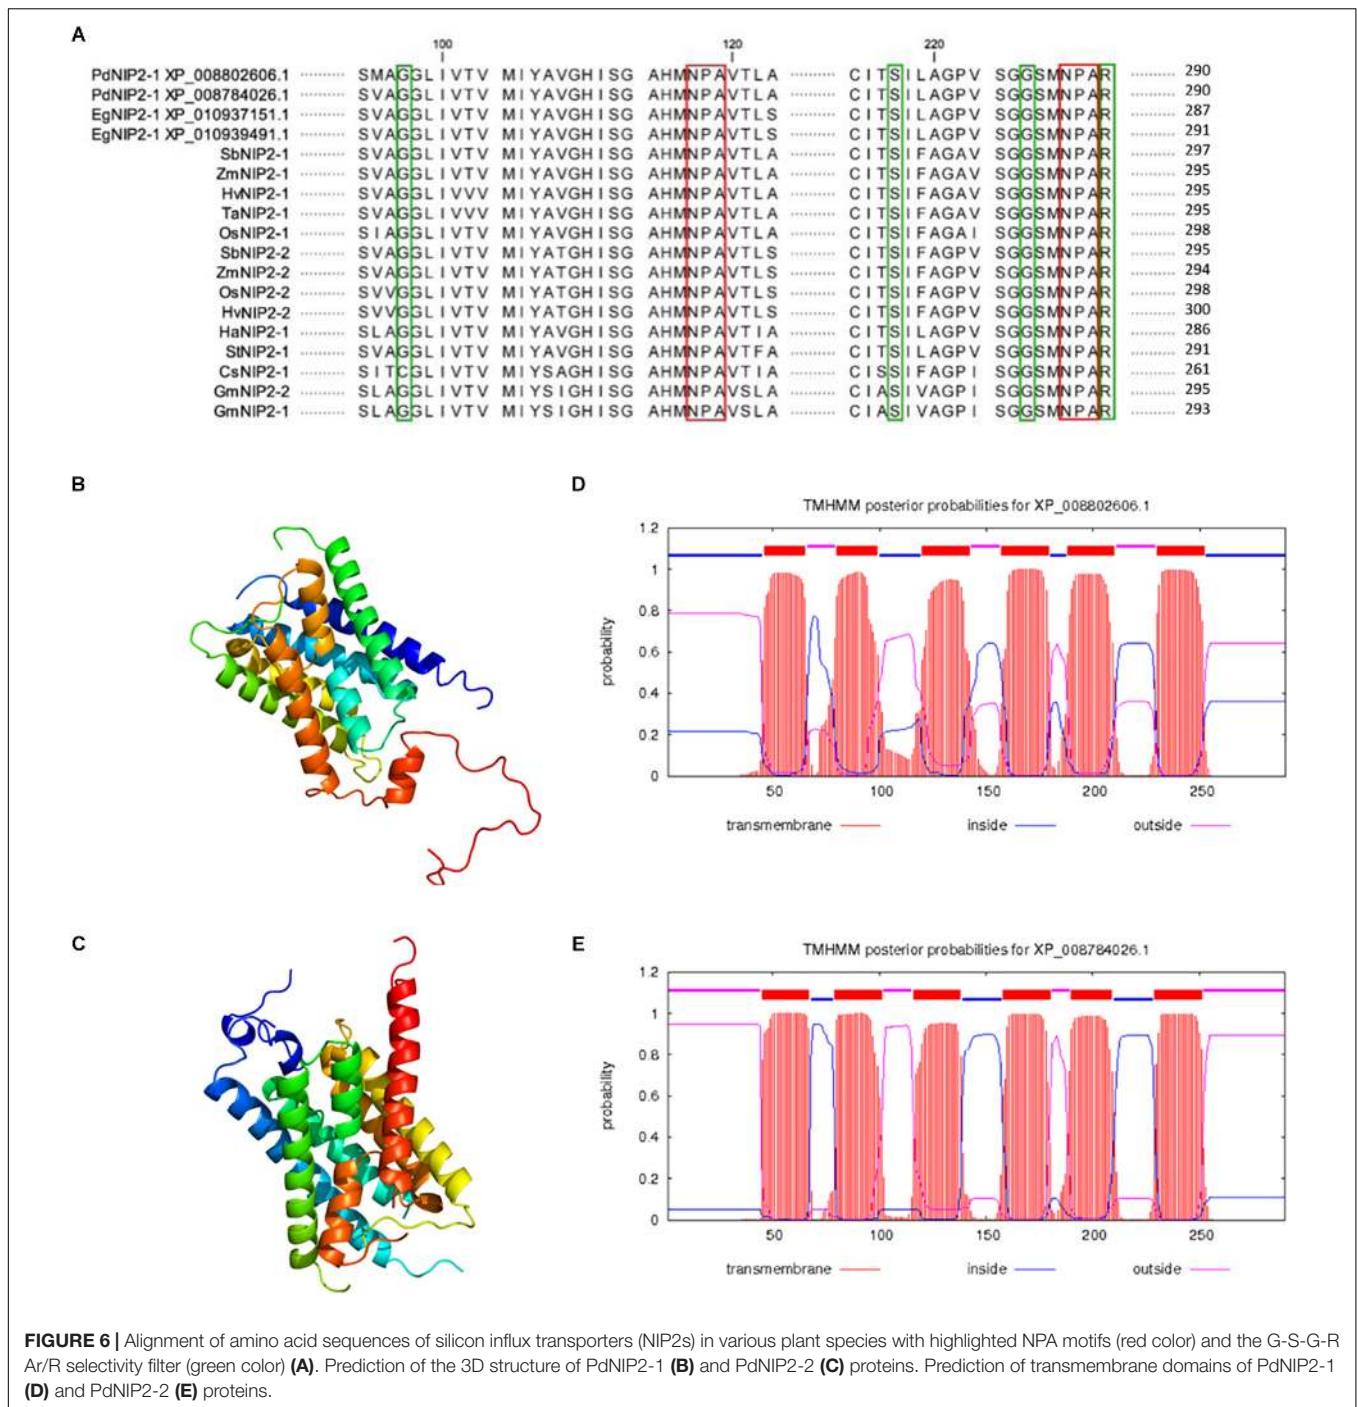 A
100 120 220
PdNIP2-1 XP_008802606.1 ········· SMAGGLIVTV MIYAVGHISG AHMNPAVTLA ········· CITSILAGPV SGGSMNPAR ········· 290
PdNIP2-1 XP_008784026.1 ········· SVAGGLIVTV MIYAVGHISG AHMNPAVTLA ········· CITSILAGPV SGGSMNPAR ········· 290
EgNIP2-1 XP_010937151.1 ········· SVAGGLIVTV MIYAVGHISG AHMNPAVTLS ········· CITSILAGPV SGGSMNPAR ········· 287
EgNIP2-1 XP_010939491.1 ········· SVAGGLIVTV MIYAVGHISG AHMNPAVTLS ········· CITSILAGPV SGGSMNPAR ········· 291
SbNIP2-1 ········· SVAGGLIVTV MIYAVGHISG AHMNPAVTLA ········· CITSIFAGAV SGGSMNPAR ········· 297
ZmNIP2-1 ········· SVAGGLIVTV MIYAVGHISG AHMNPAVTLA ········· CITSIFAGAV SGGSMNPAR ········· 295
HvNIP2-1 ········· SVAGGLIVVV MIYAVGHISG AHMNPAVTLA ········· CITSIFAGAV SGGSMNPAR ········· 295
TaNIP2-1 ········· SVAGGLIVVV MIYAVGHISG AHMNPAVTLA ········· CITSIFAGAV SGGSMNPAR ········· 295
OsNIP2-1 ········· SIAGGLIVTV MIYAVGHISG AHMNPAVTLA ········· CITSIFAGAI SGGSMNPAR ········· 298
SbNIP2-2 ········· SVAGGLIVTV MIYATGHISG AHMNPAVTLS ········· CITSIFAGPV SGGSMNPAR ········· 295
ZmNIP2-2 ········· SVAGGLIVTV MIYATGHISG AHMNPAVTLS ········· CITSIFAGPV SGGSMNPAR ········· 294
OsNIP2-2 ········· SVVGGLIVTV MIYATGHISG AHMNPAVTLS ········· CITSIFAGPV SGGSMNPAR ········· 298
HvNIP2-2 ········· SVVGGLIVTV MIYATGHISG AHMNPAVTLS ········· CITSIFAGPV SGGSMNPAR ········· 300
HaNIP2-1 ········· SLAGGLIVTV MIYAVGHISG AHMNPAVTIA ········· CITSILAGPV SGGSMNPAR ········· 286
StNIP2-1 ········· SVAGGLIVTV MIYAVGHISG AHMNPAVTFA ········· CITSILAGPV SGGSMNPAR ········· 291
CsNIP2-1 ········· SITCGLIVTV MIYSAGHISG AHMNPAVTIA ········· CISSIFAGPI SGGSMNPAR ········· 261
GmNIP2-2 ········· SLAGGLIVTV MIYSIGHISG AHMNPAVSLA ········· CIASIVAGPI SGGSMNPAR ········· 295
GmNIP2-1 ········· SLAGGLIVTV MIYSIGHISG AHMNPAVSLA ········· CIASIVAGPI SGGSMNPAR ········· 293
B
D
TMHMM posterior probabilities for XP_008802606.1
1.2
1
0.8
0.6
0.4
0.2
0
probability
50 100 150 200 250
transmembrane inside outside
C
E
TMHMM posterior probabilities for XP_008784026.1
1.2
1
0.8
0.6
0.4
0.2
0
probability
50 100 150 200 250
transmembrane inside outside
FIGURE 6 | Alignment of amino acid sequences of silicon influx transporters (NIP2s) in various plant species with highlighted NPA motifs (red color) and the G-S-G-R
Ar/R selectivity filter (green color) (A). Prediction of the 3D structure of PdNIP2-1 (B) and PdNIP2-2 (C) proteins. Prediction of transmembrane domains of PdNIP2-1
(D) and PdNIP2-2 (E) proteins.